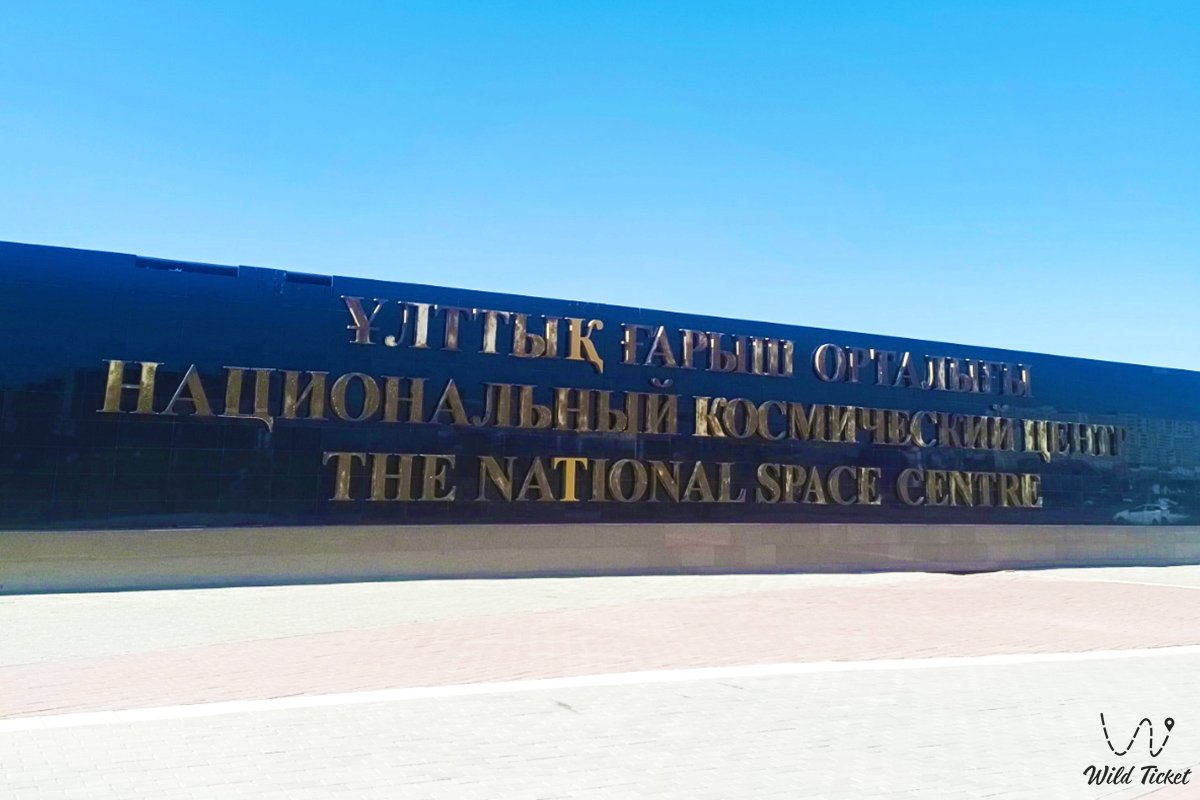 ҰЛТТЫҚ ҒАРЫШ ОРТАЛЫҒЫ
НАЦИОНАЛЬНЫЙ КОСМИЧЕСКИЙ ЦЕНТР
THE NATIONAL SPACE CENTRE
Wild Ticket